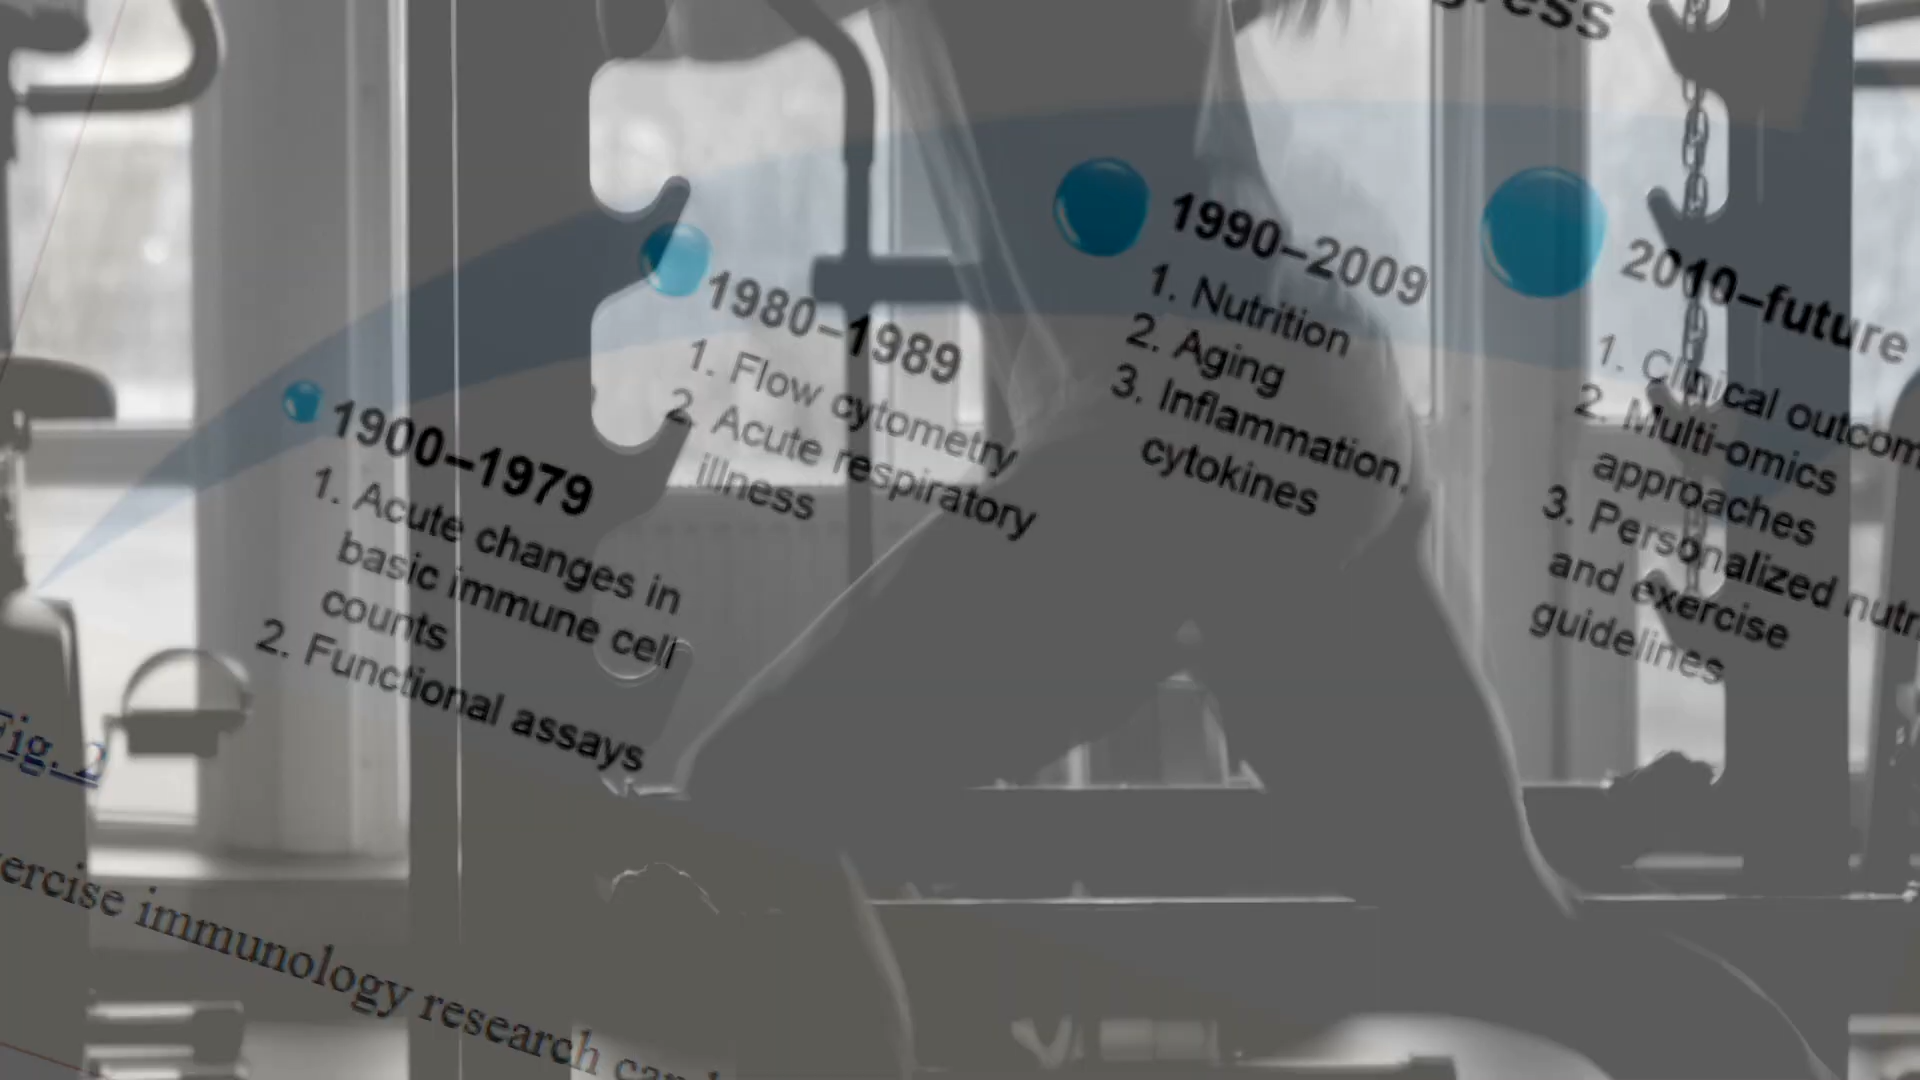 1900–1979
1. Acute changes in
basic immune cell
counts
2. Functional assays
1980–1989
1. Flow cytometry
2. Acute respiratory
illness
1990–2009
1. Nutrition
2. Aging
3. Inflammation,
cytokines
2010–future
1. Clinical
2. Multi-omics
approaches
3. Personalized
and exercise
guidelines
Fig. 2
immunology research